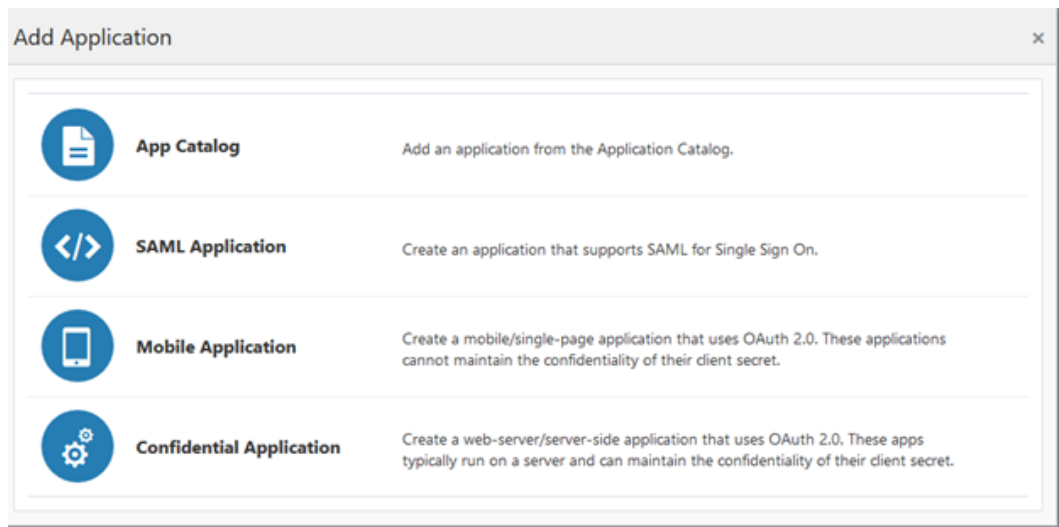 Add Application ×
App Catalog
Add an application from the Application Catalog.
SAML Application
Create an application that supports SAML for Single Sign On.
Mobile Application
Create a mobile/single-page application that uses OAuth 2.0. These applications
cannot maintain the confidentiality of their client secret.
Confidential Application
Create a web-server/server-side application that uses OAuth 2.0. These apps
typically run on a server and can maintain the confidentiality of their client secret.